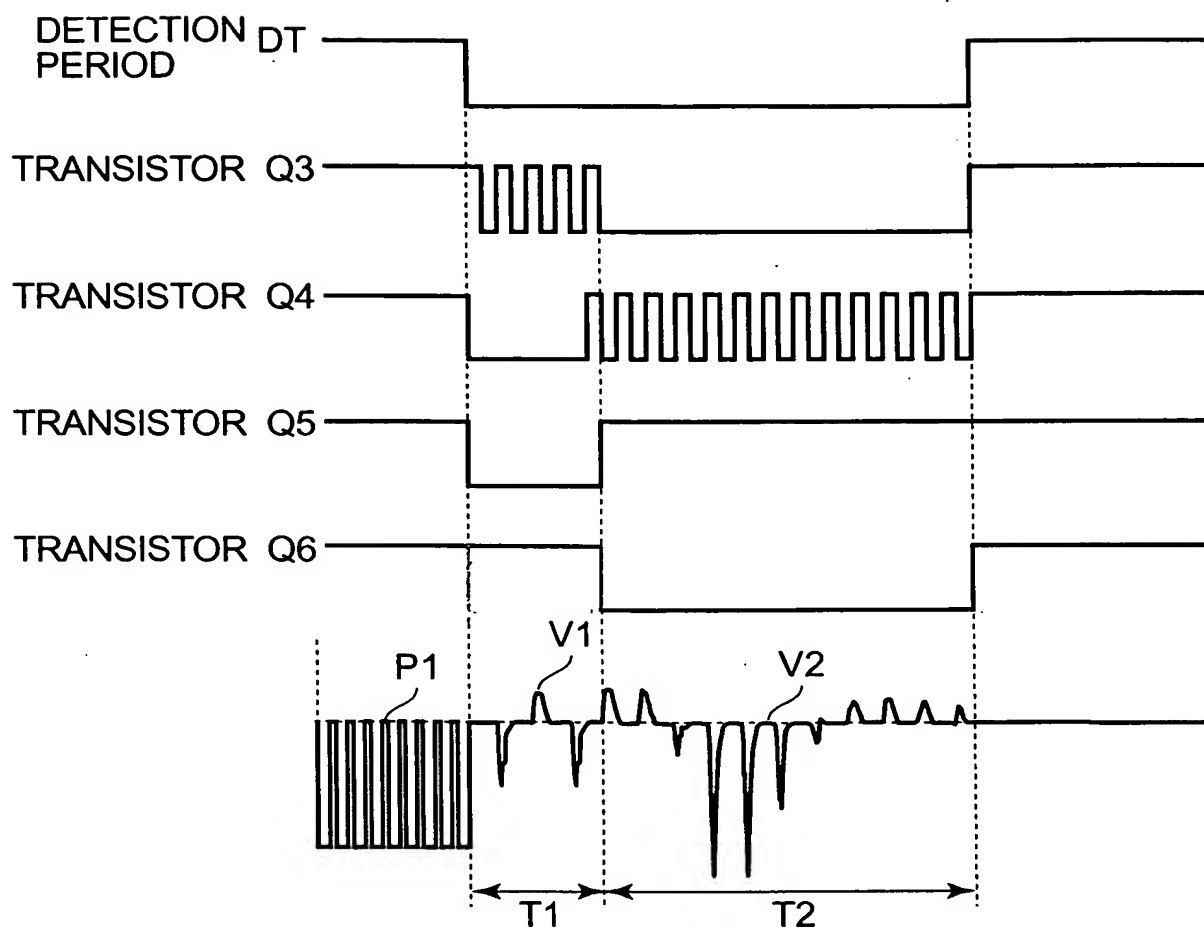 DETECTION DT
PERIOD
TRANSISTOR Q3
TRANSISTOR Q4
TRANSISTOR Q5
TRANSISTOR Q6
P1
V1
V2
T1
T2